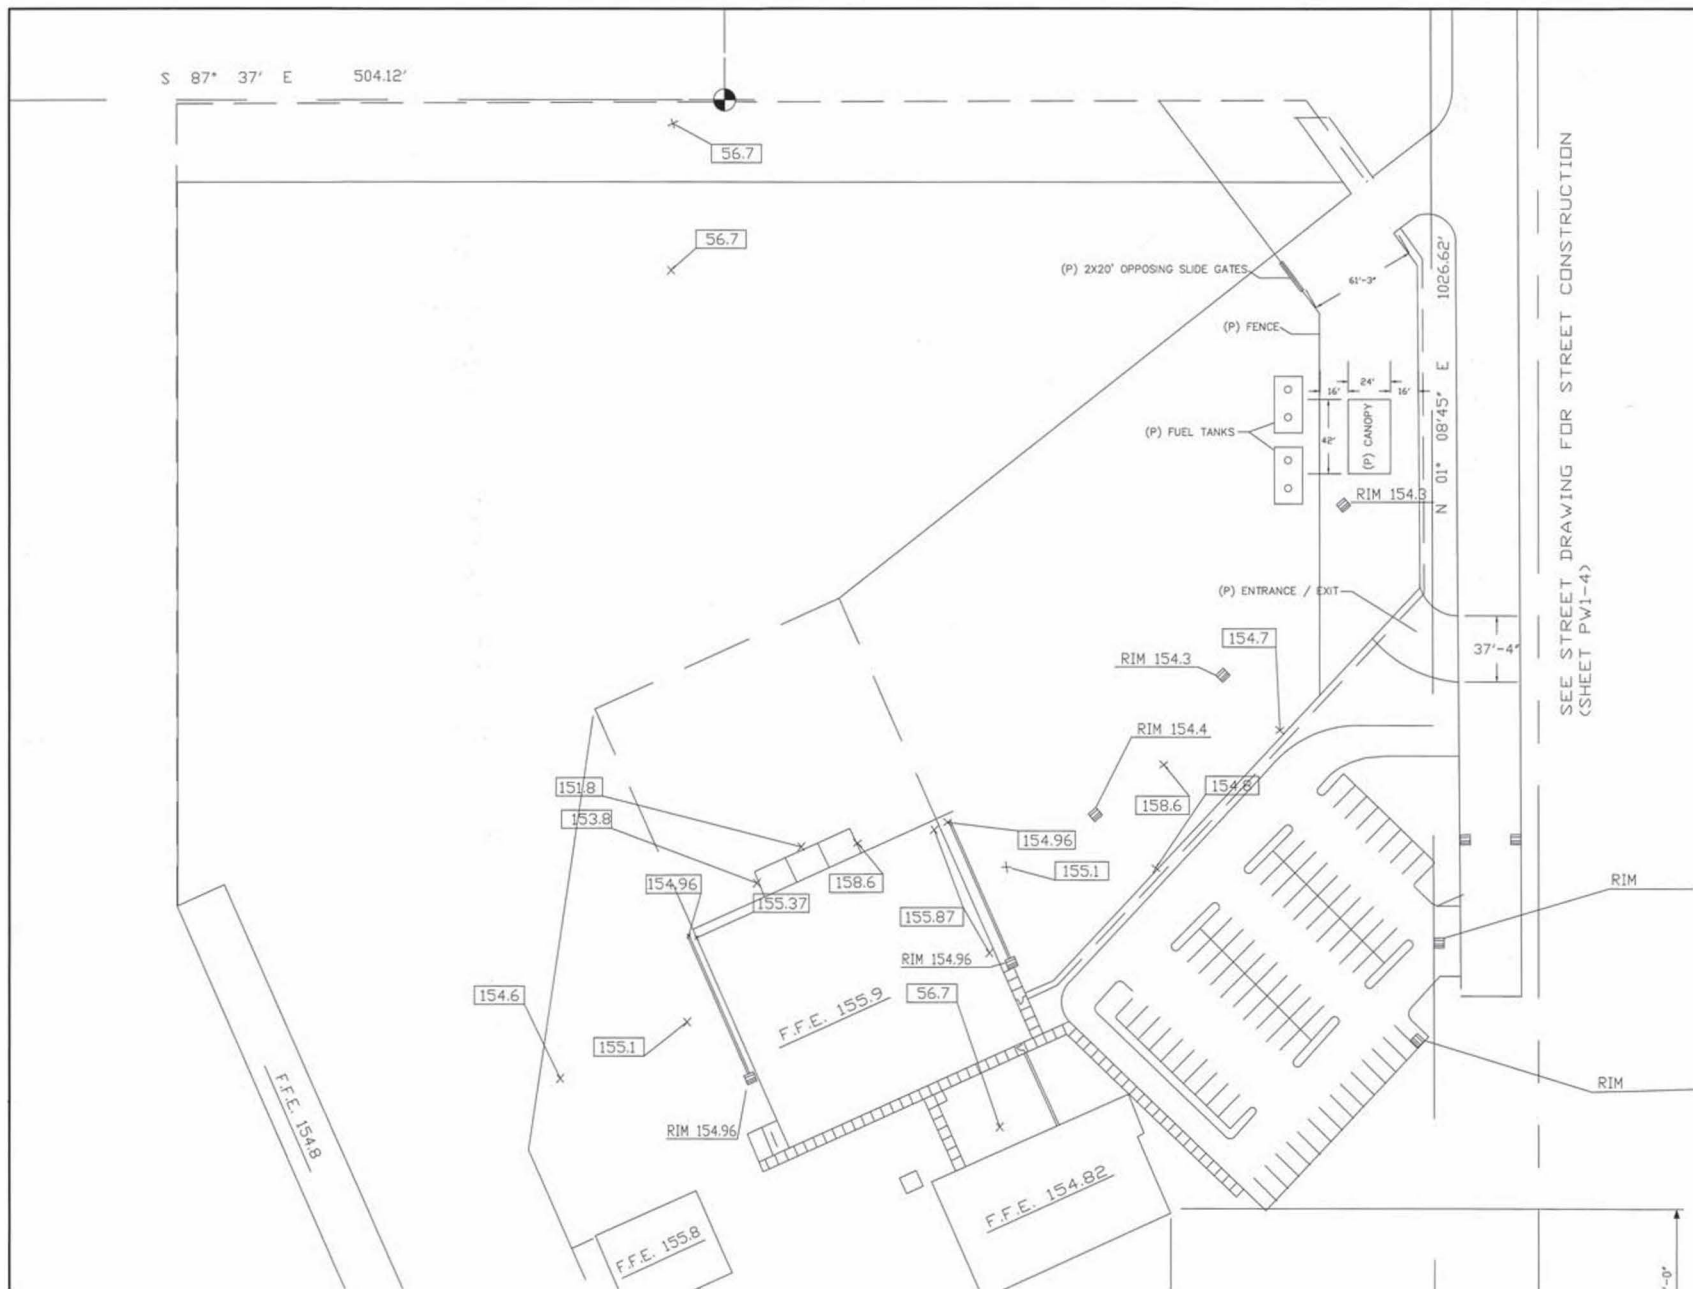 S 87° 37' E 504.12'
56.7
56.7
(P) 2X20' OPPOSING SLIDE GATES
61'-3"
1026.62'
(P) FENCE
16'
24'
16'
(P) FUEL TANKS
42'
(P) CANOPY
N 01° 08'45" E
RIM 154.3
SEE STREET DRAWING FOR STREET CONSTRUCTION
(SHEET PW1-4)
(P) ENTRANCE / EXIT
37'-4"
154.7
RIM 154.3
RIM 154.4
151.8
153.8
154.8
158.6
154.96
155.1
154.96
158.6
155.37
155.87
RIM
RIM 154.96
154.6
56.7
F.F.E. 155.9
155.1
RIM
F.F.E. 154.8
RIM 154.96
F.F.E. 154.82
F.F.E. 155.8
'-0"